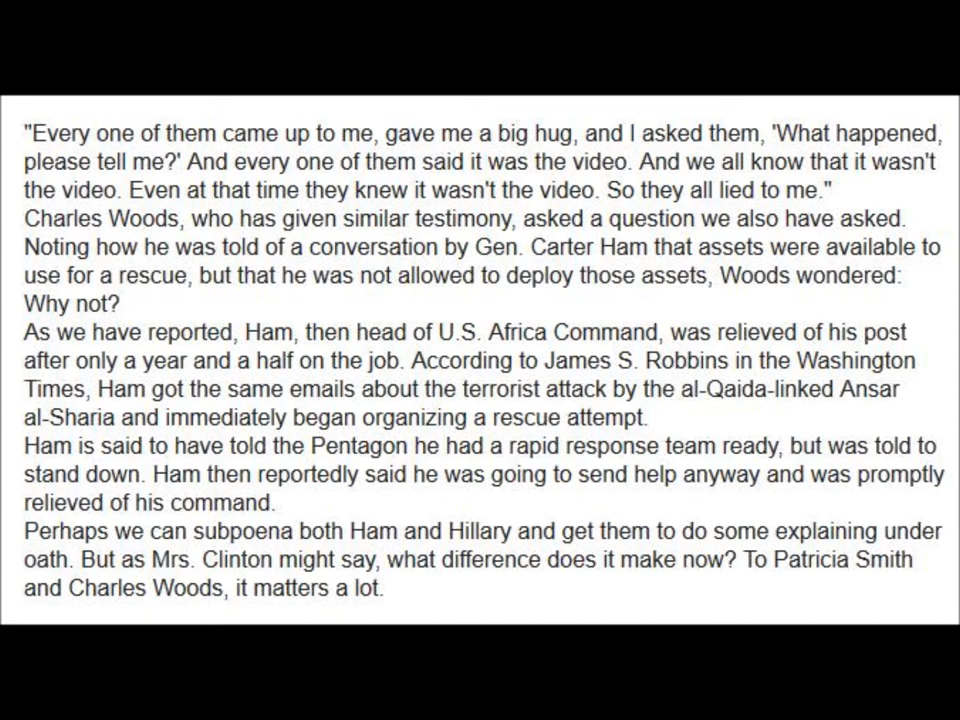 "Every one of them came up to me, gave me a big hug, and I asked them, 'What happened,
please tell me?' And every one of them said it was the video. And we all know that it wasn't
the video. Even at that time they knew it wasn't the video. So they all lied to me."
Charles Woods, who has given similar testimony, asked a question we also have asked.
Noting how he was told of a conversation by Gen. Carter Ham that assets were available to
use for a rescue, but that he was not allowed to deploy those assets, Woods wondered:
Why not?
As we have reported, Ham, then head of U.S. Africa Command, was relieved of his post
after only a year and a half on the job. According to James S. Robbins in the Washington
Times, Ham got the same emails about the terrorist attack by the al-Qaida-linked Ansar
al-Sharia and immediately began organizing a rescue attempt.
Ham is said to have told the Pentagon he had a rapid response team ready, but was told to
stand down. Ham then reportedly said he was going to send help anyway and was promptly
relieved of his command.
Perhaps we can subpoena both Ham and Hillary and get them to do some explaining under
oath. But as Mrs. Clinton might say, what difference does it make now? To Patricia Smith
and Charles Woods, it matters a lot.